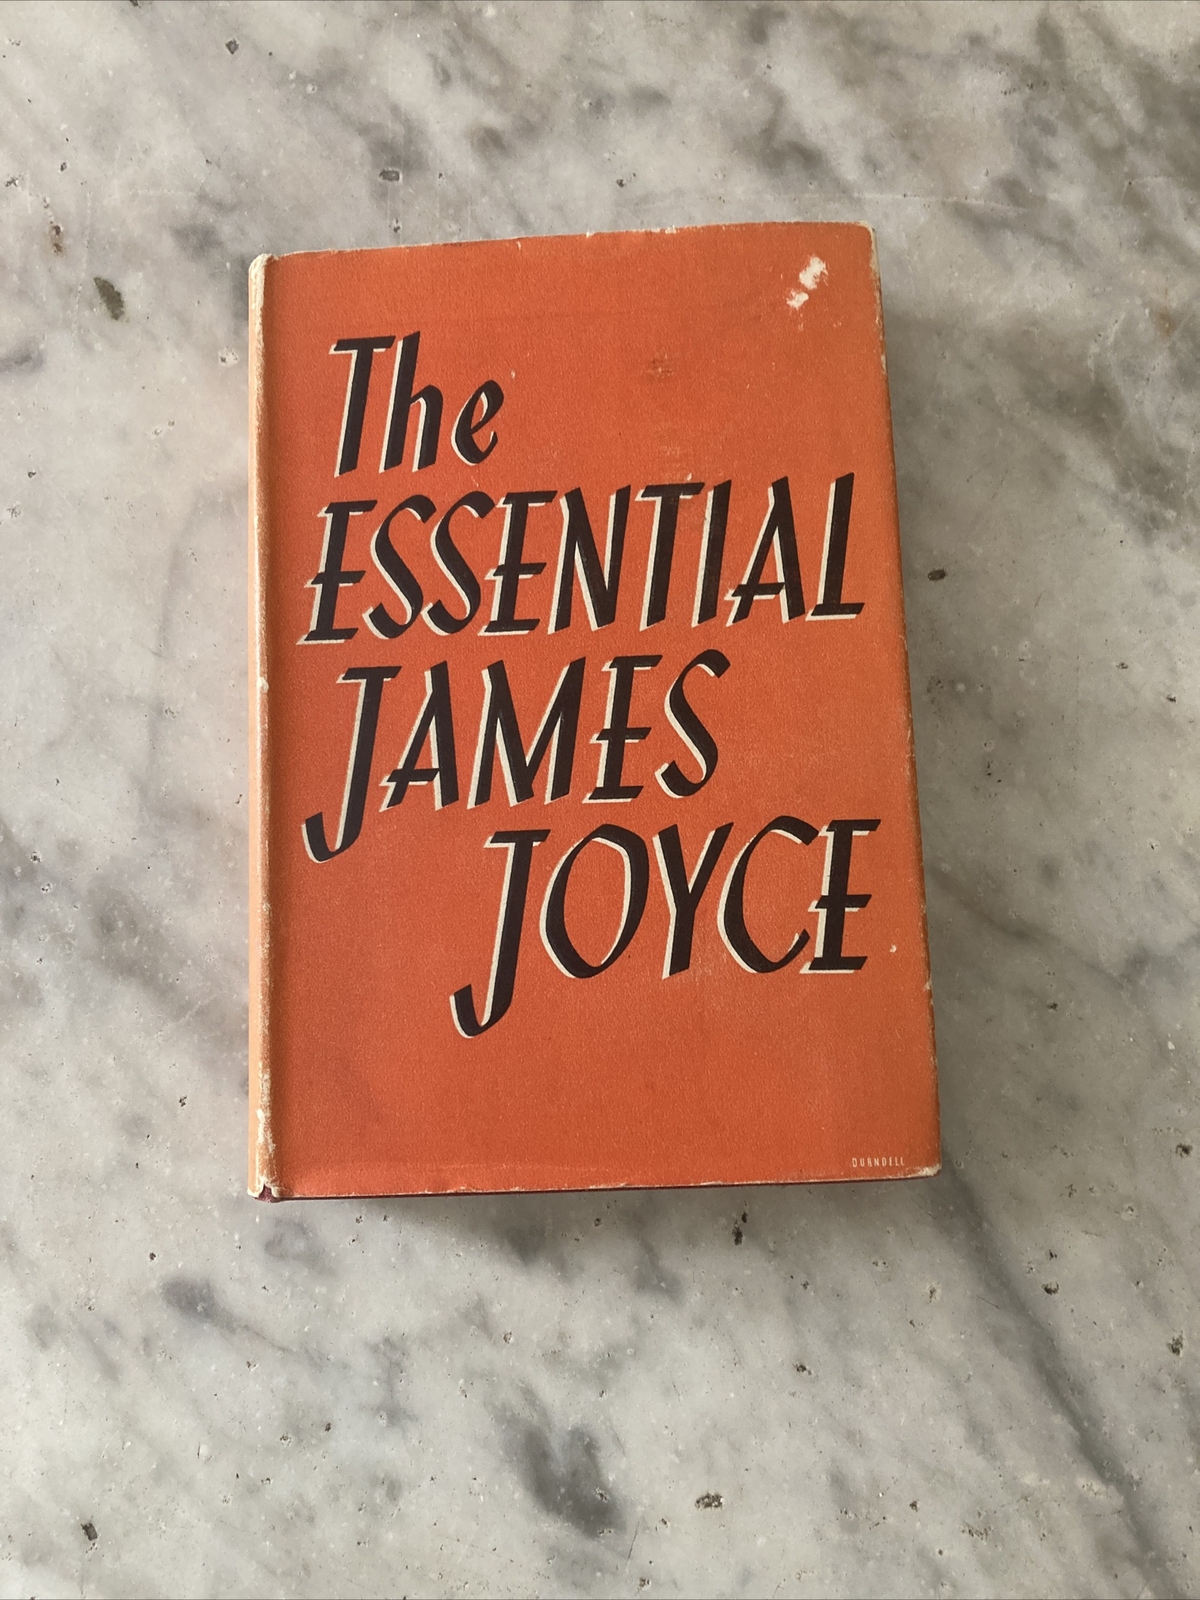 The
ESSENTIAL
JAMES
JOYCE
DURNDELL